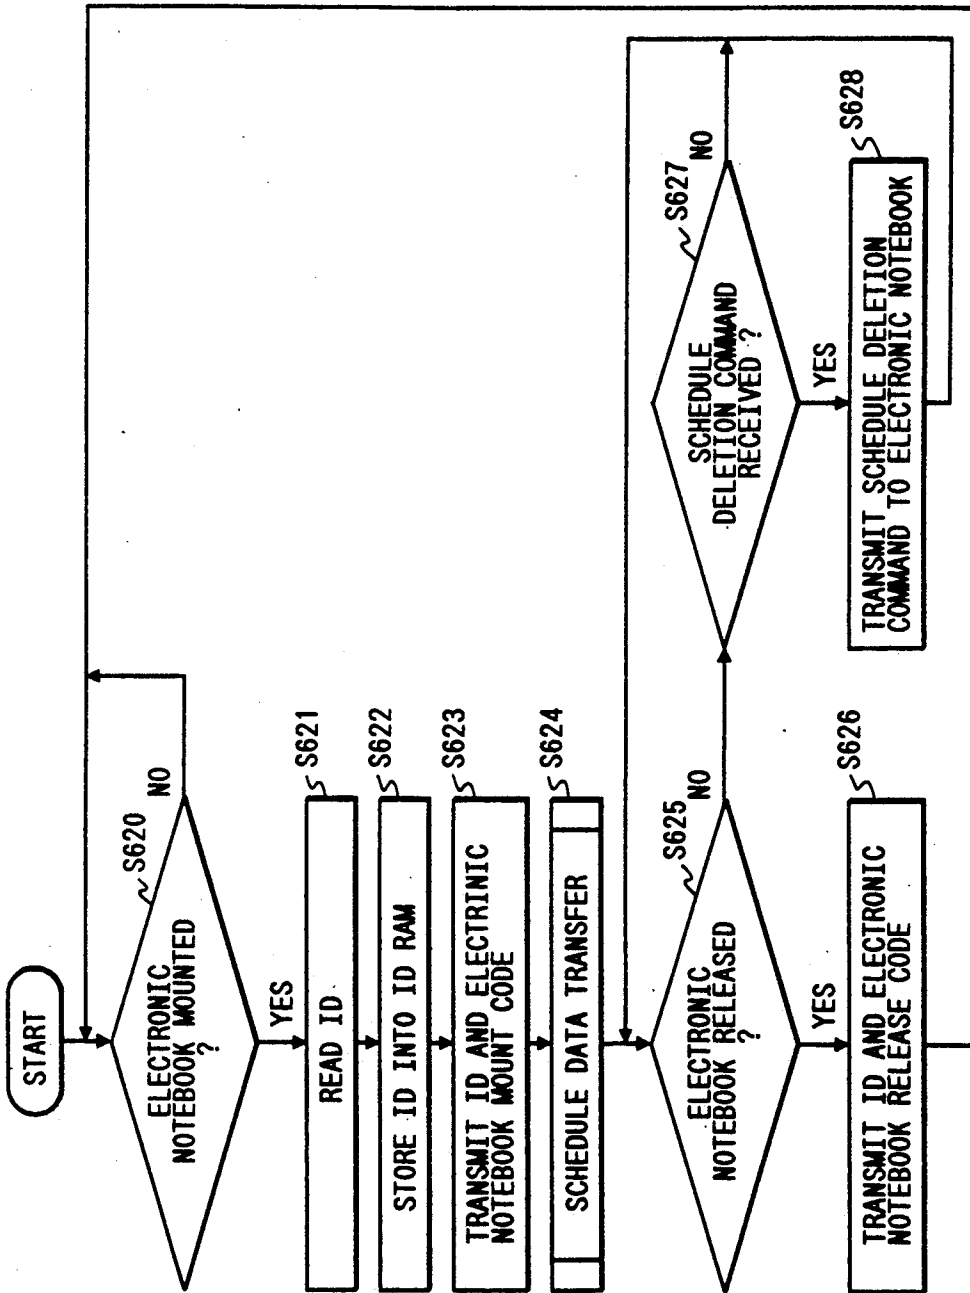 START
S620
ELECTRONIC
NOTEBOOK MOUNTED
?
NO
YES
S621
READ ID
S622
STORE ID INTO ID RAM
S623
TRANSMIT ID AND ELECTRINIC
NOTEBOOK MOUNT CODE
S624
SCHEDULE DATA TRANSFER
S625
ELECTRONIC
NOTEBOOK RELEASED
?
NO
YES
S626
TRANSMIT ID AND ELECTRONIC
NOTEBOOK RELEASE CODE
S627
SCHEDULE
DELETION COMMAND
RECEIVED ?
NO
YES
S628
TRANSMIT SCHEDULE DELETION
COMMAND TO ELECTRONIC NOTEBOOK